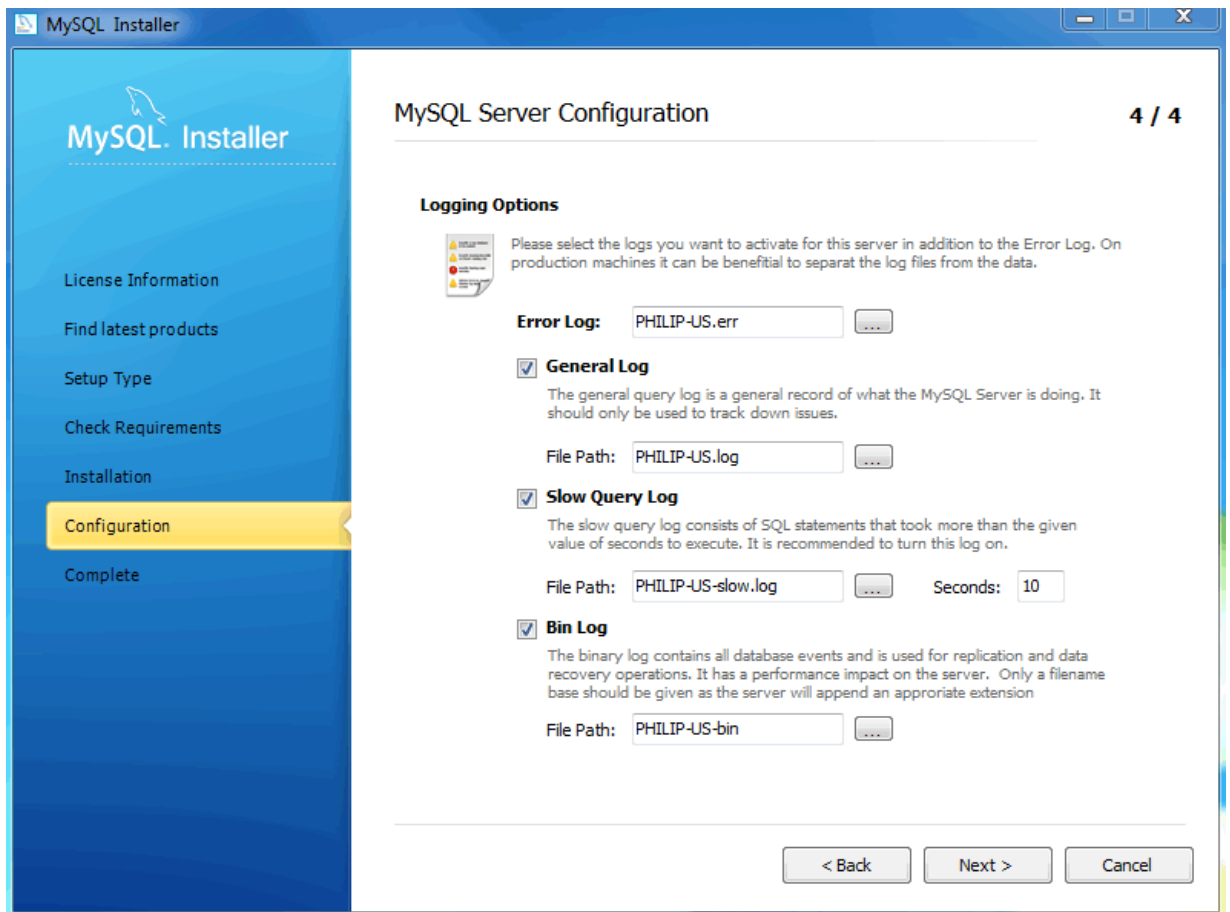 MySQL Installer
MySQL. Installer
License Information
Find latest products
Setup Type
Check Requirements
Installation
Configuration
Complete
MySQL Server Configuration
4 / 4
Logging Options
Please select the logs you want to activate for this server in addition to the Error Log. On
production machines it can be benefitial to separat the log files from the data.
Error Log: PHILIP-US.err ...
General Log
The general query log is a general record of what the MySQL Server is doing. It
should only be used to track down issues.
File Path: PHILIP-US.log ...
Slow Query Log
The slow query log consists of SQL statements that took more than the given
value of seconds to execute. It is recommended to turn this log on.
File Path: PHILIP-US-slow.log ... Seconds: 10
Bin Log
The binary log contains all database events and is used for replication and data
recovery operations. It has a performance impact on the server.  Only a filename
base should be given as the server will append an approriate extension
File Path: PHILIP-US-bin ...
< Back Next > Cancel